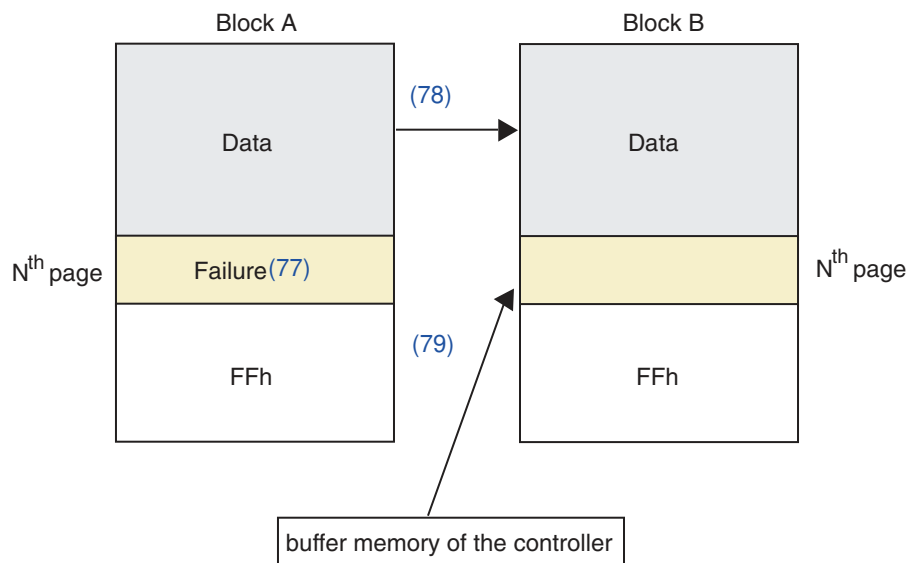 Block A
Block B
(78)
Data
Data
Nth page
Failure(77)
Nth page
(79)
FFh
FFh
buffer memory of the controller